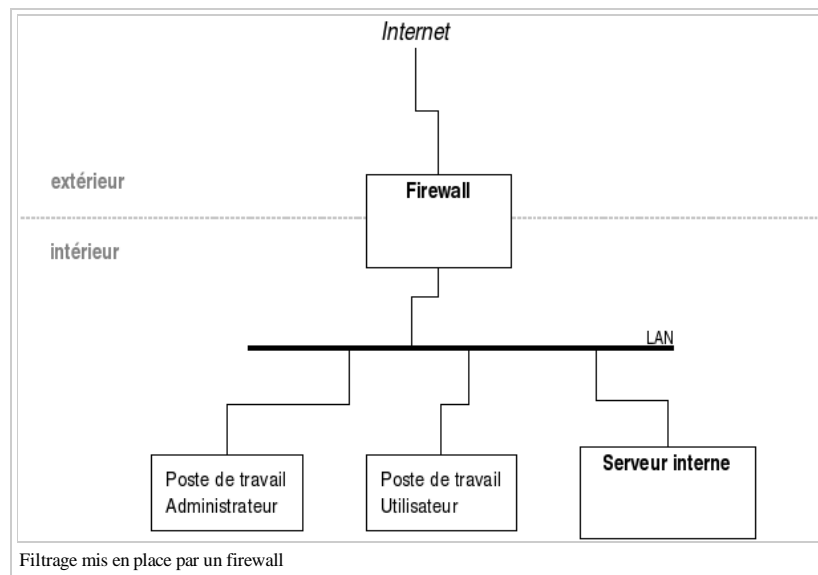 Internet
extérieur
Firewall
intérieur
LAN
Poste de travail
Administrateur
Poste de travail
Utilisateur
Serveur interne
Filtrage mis en place par un firewall